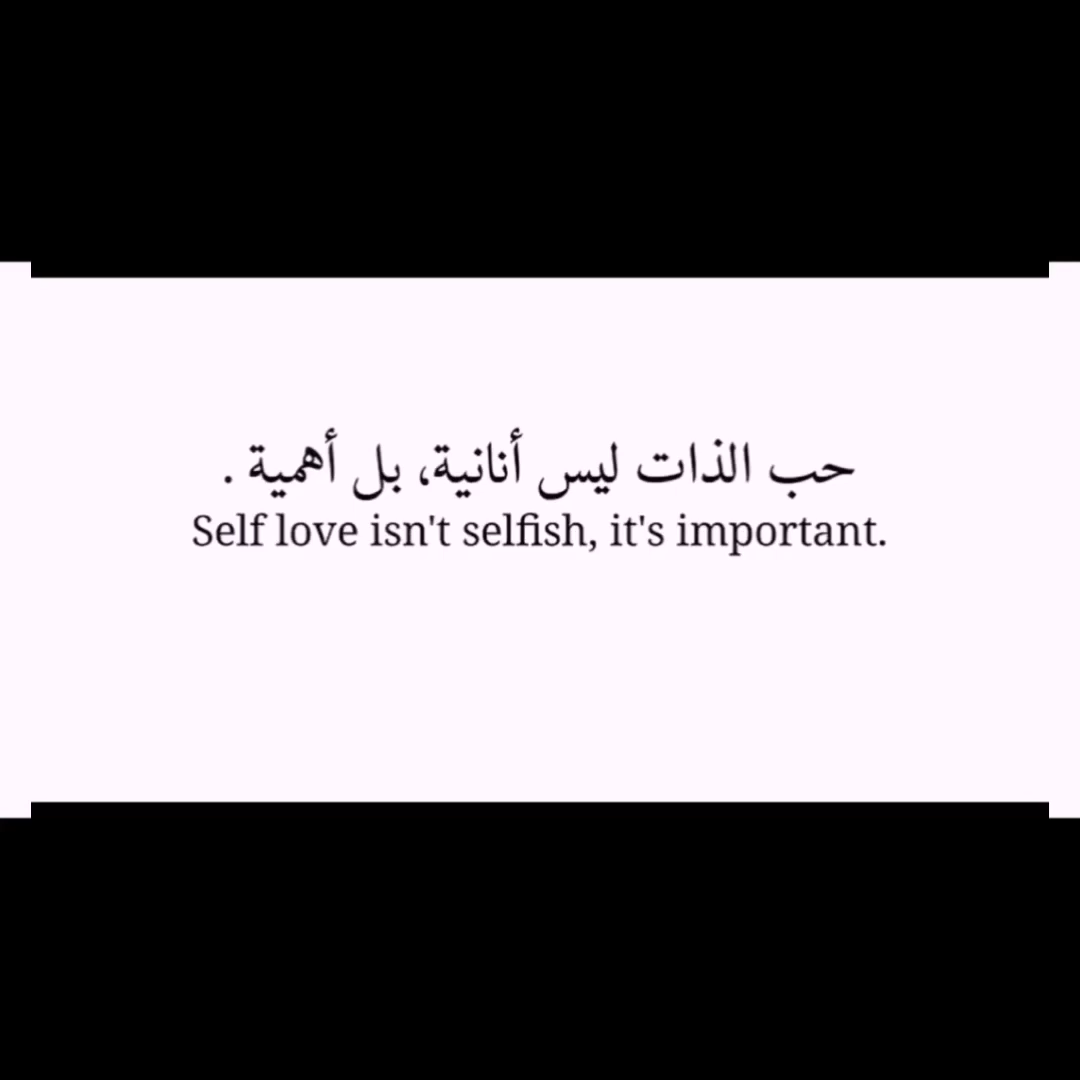 حب الذات ليس أنانية، بل أهمية .
Self love isn't selfish, it's important.